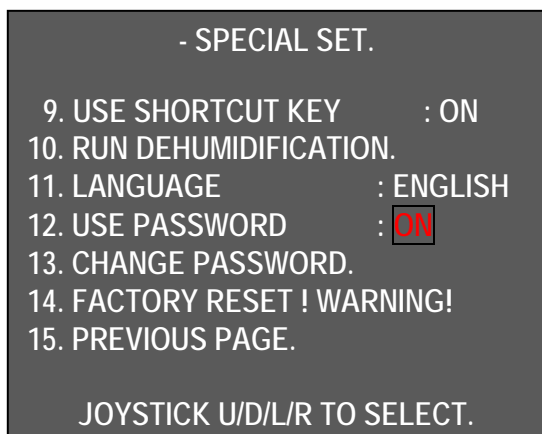 - SPECIAL SET.
9. USE SHORTCUT KEY : ON
10. RUN DEHUMIDIFICATION.
11. LANGUAGE : ENGLISH
12. USE PASSWORD : ON
13. CHANGE PASSWORD.
14. FACTORY RESET ! WARNING!
15. PREVIOUS PAGE.
JOYSTICK U/D/L/R TO SELECT.